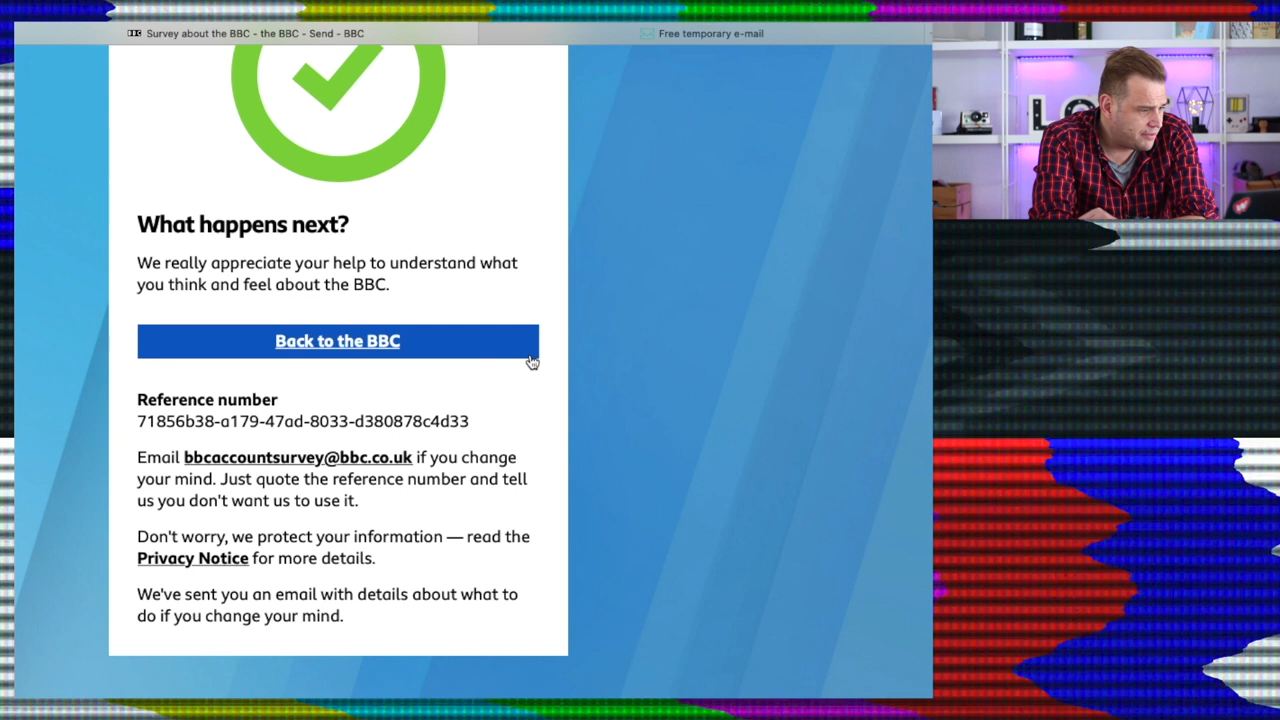 BBC Survey about the BBC - the BBC - Send - BBC
Free temporary e-mail
What happens next?
We really appreciate your help to understand what
you think and feel about the BBC.
Back to the BBC
Reference number
71856b38-a179-47ad-8033-d380878c4d33
Email bbcaccountsurvey@bbc.co.uk if you change
your mind. Just quote the reference number and tell
us you don't want us to use it.
Don't worry, we protect your information — read the
Privacy Notice for more details.
We've sent you an email with details about what to
do if you change your mind.
LO